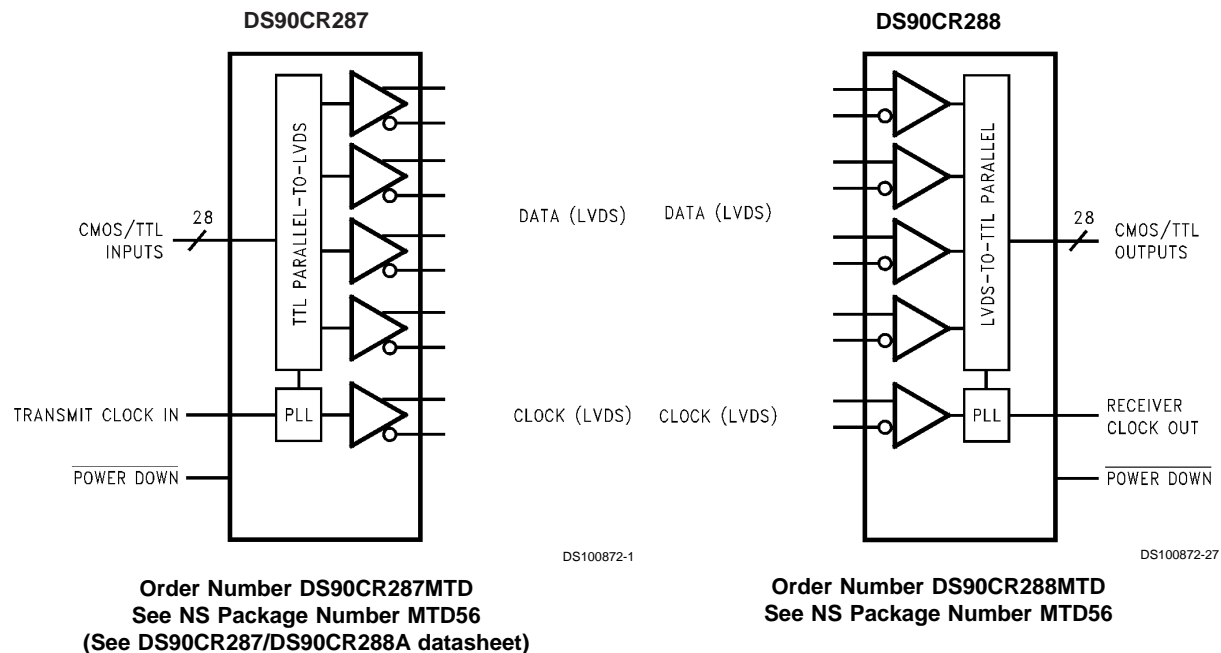 DS90CR287
TTL PARALLEL-TO-LVDS
28
CMOS/TTL
INPUTS
DATA (LVDS)
TRANSMIT CLOCK IN
PLL
CLOCK (LVDS)
POWER DOWN
DS100872-1
Order Number DS90CR287MTD
See NS Package Number MTD56
(See DS90CR287/DS90CR288A datasheet)
DS90CR288
DATA (LVDS)
LVDS-TO-TTL PARALLEL
28
CMOS/TTL
OUTPUTS
CLOCK (LVDS)
PLL
RECEIVER
CLOCK OUT
POWER DOWN
DS100872-27
Order Number DS90CR288MTD
See NS Package Number MTD56